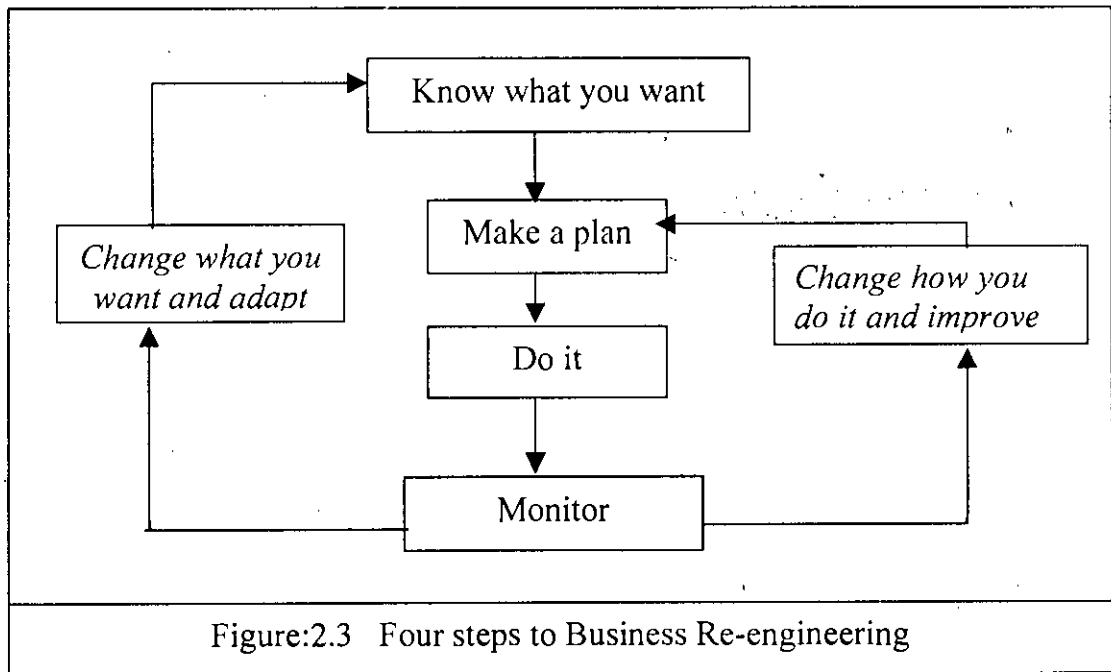 Know what you want
Make a plan
Change what you
want and adapt
Change how you
do it and improve
Do it
Monitor
Figure:2.3 Four steps to Business Re-engineering